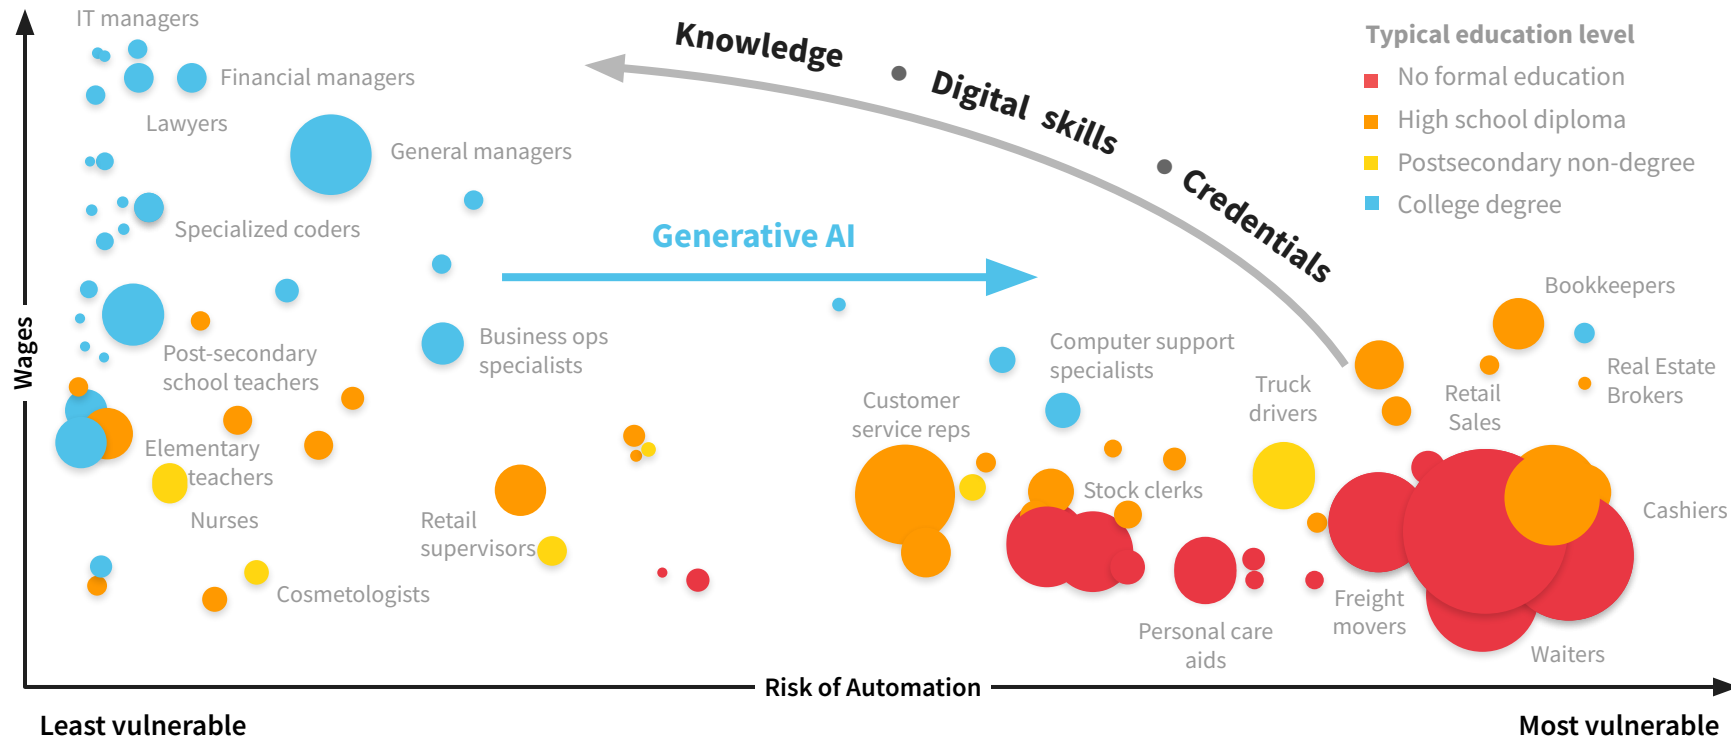 IT managers
Financial managers
Lawyers
General managers
Specialized coders
Knowledge • Digital skills • Credentials
Generative AI
Typical education level
No formal education
High school diploma
Postsecondary non-degree
College degree
Wages
Post-secondary
school teachers
Business ops
specialists
Elementary
teachers
Nurses
Retail
supervisors
Cosmetologists
Customer
service reps
Computer support
specialists
Stock clerks
Truck
drivers
Bookkeepers
Real Estate
Brokers
Retail
Sales
Cashiers
Personal care
aids
Freight
movers
Waiters
Risk of Automation
Least vulnerable
Most vulnerable